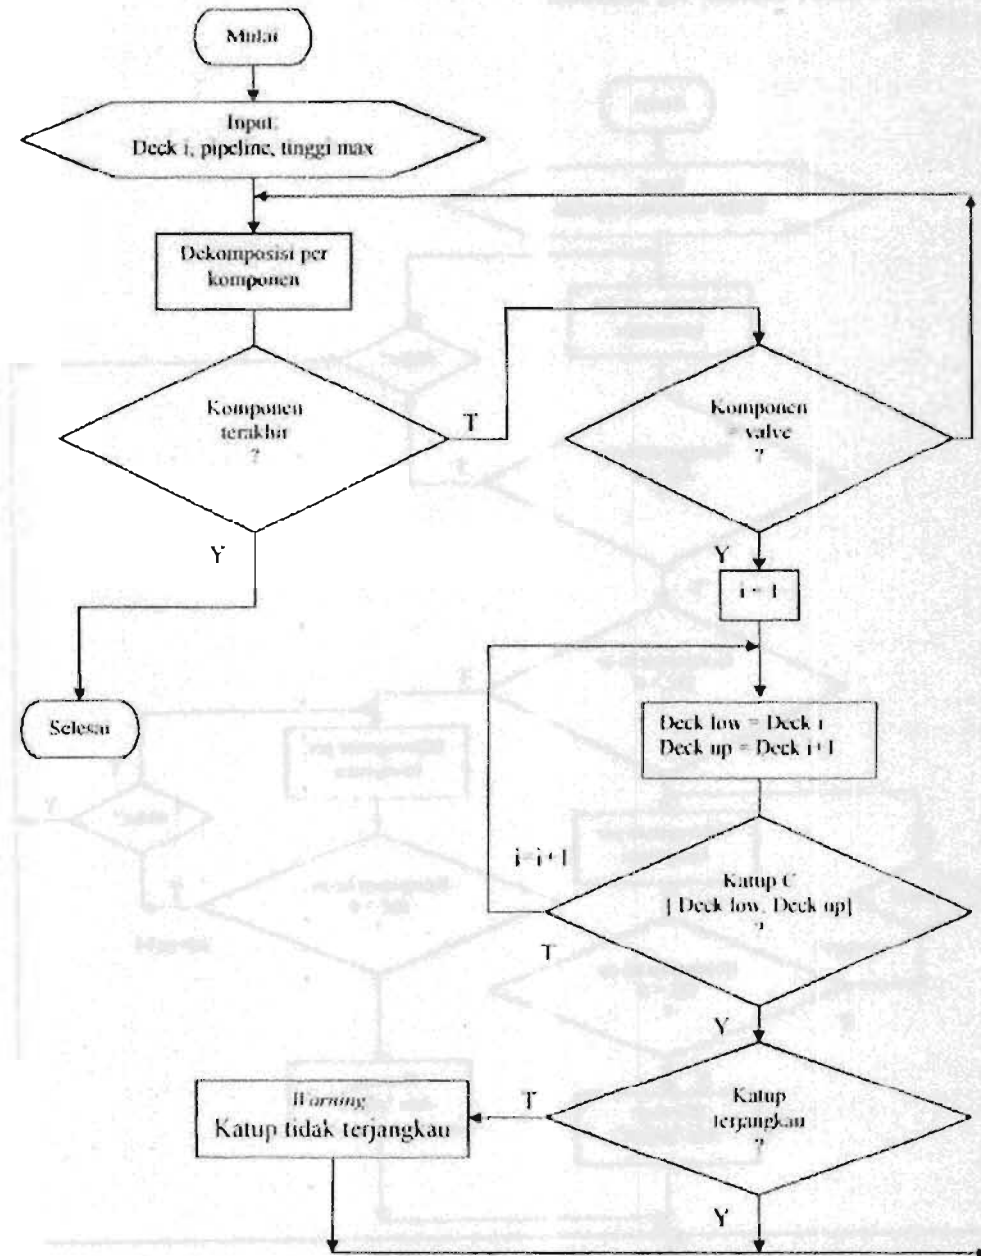 Mulai
Input:
Deck i, pipeline, tinggi max
Dekomposisi per
komponen
Komponen
terakhir
?
T
Komponen
= valve
?
Y
Y
i = 1
Selesai
Deck low = Deck i
Deck up = Deck i+1
i=i+1
Katup C
[ Deck low, Deck up]
?
T
Y
Warning
Katup tidak terjangkau
T
Katup
terjangkau
?
Y